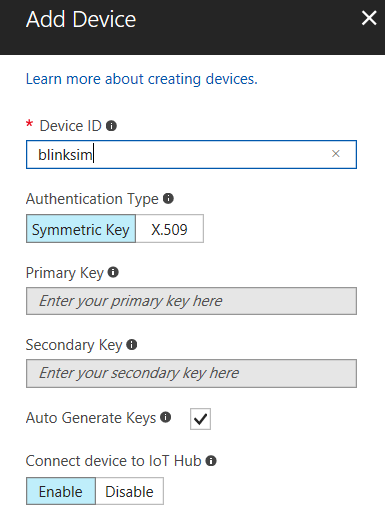 Add Device
Learn more about creating devices.
* Device ID
blinksim
Authentication Type
Symmetric Key X.509
Primary Key
Enter your primary key here
Secondary Key
Enter your secondary key here
Auto Generate Keys
Connect device to IoT Hub
Enable Disable